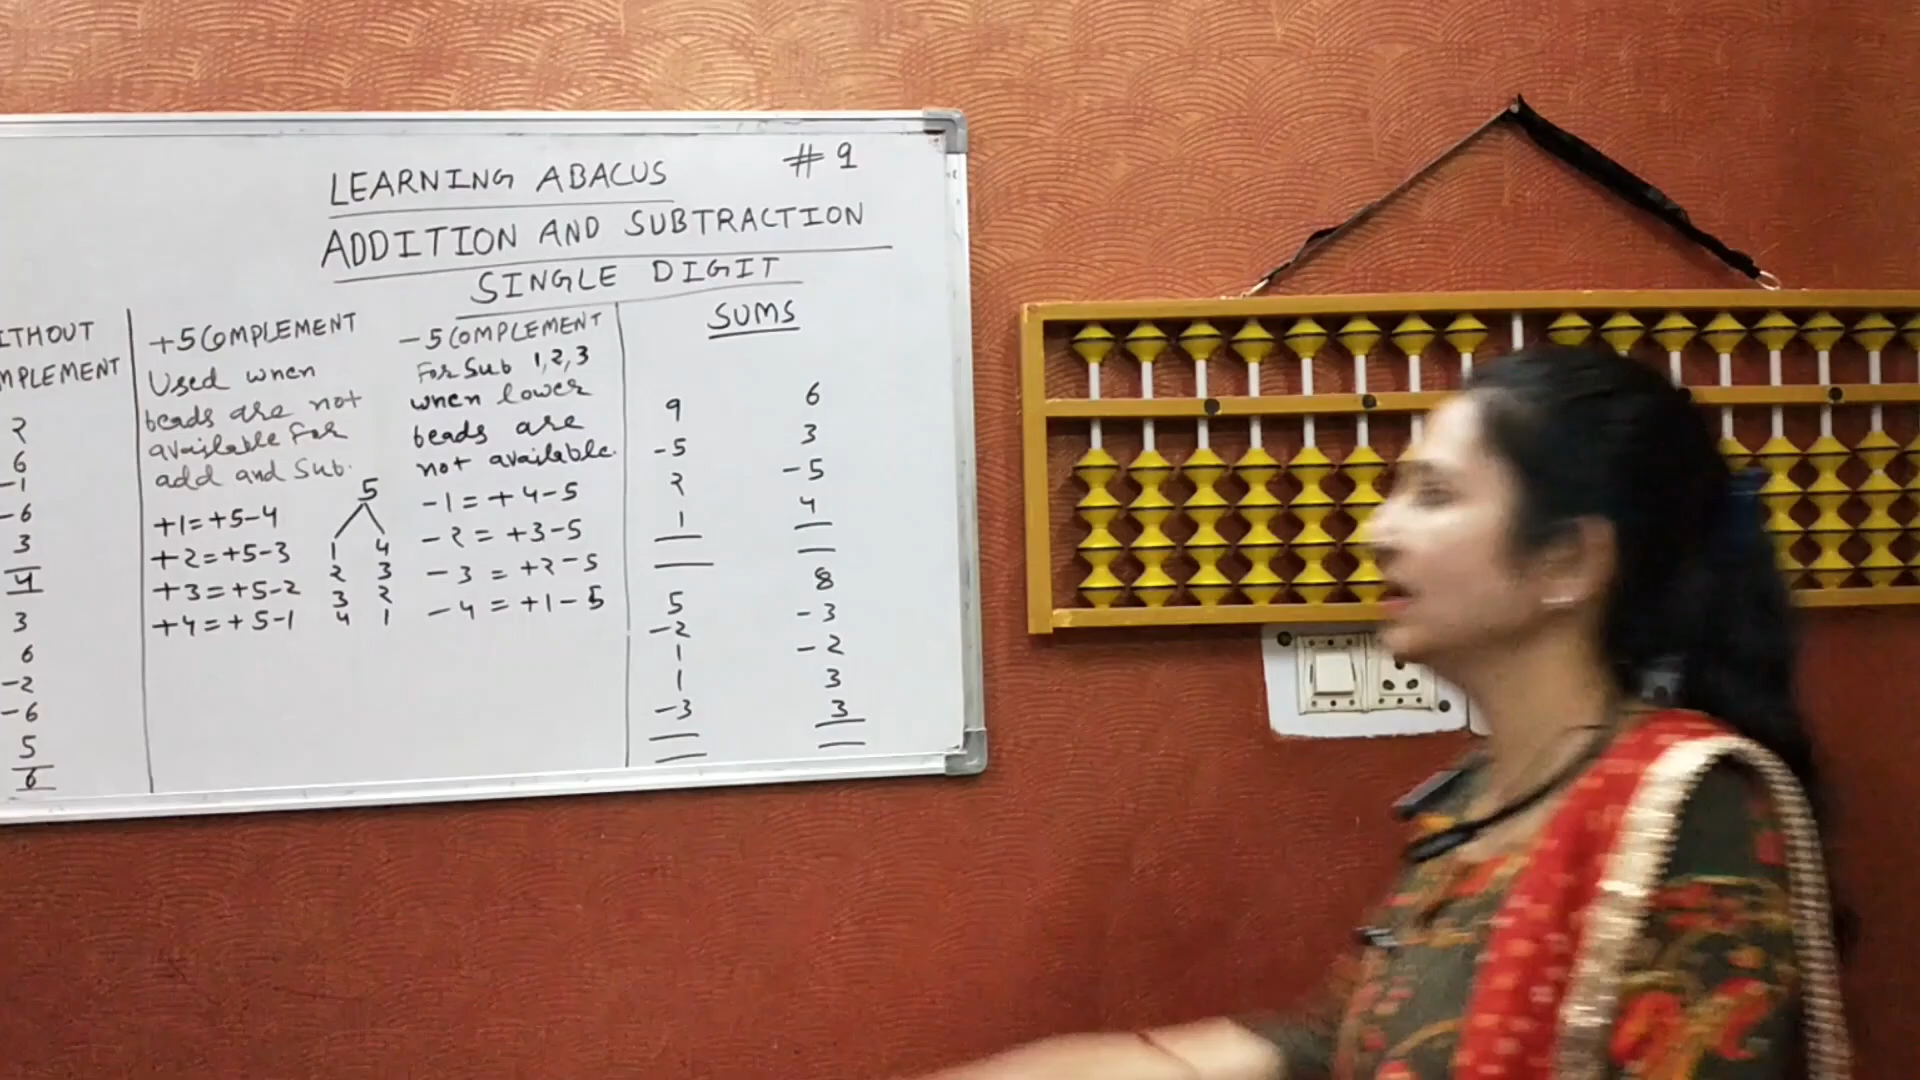 LEARNING ABACUS # 9
ADDITION AND SUBTRACTION
SINGLE DIGIT
ITHOUT
MPLEMENT
2
6
-1
-6
3
4
3
6
-2
-6
5
6
+5 COMPLEMENT
Used when
beads are not
available for
add and sub.
+1=+5-4
+2=+5-3
+3=+5-2
+4=+5-1
5
1 4
2 3
3 2
4 1
-5 COMPLEMENT
For Sub 1,2,3
when lower
beads are
not available.
-1=+4-5
-2=+3-5
-3=+2-5
-4=+1-5
SUMS
9
-5
2
1
5
-2
1
1
-3
6
3
-5
4
8
-3
-2
3
3